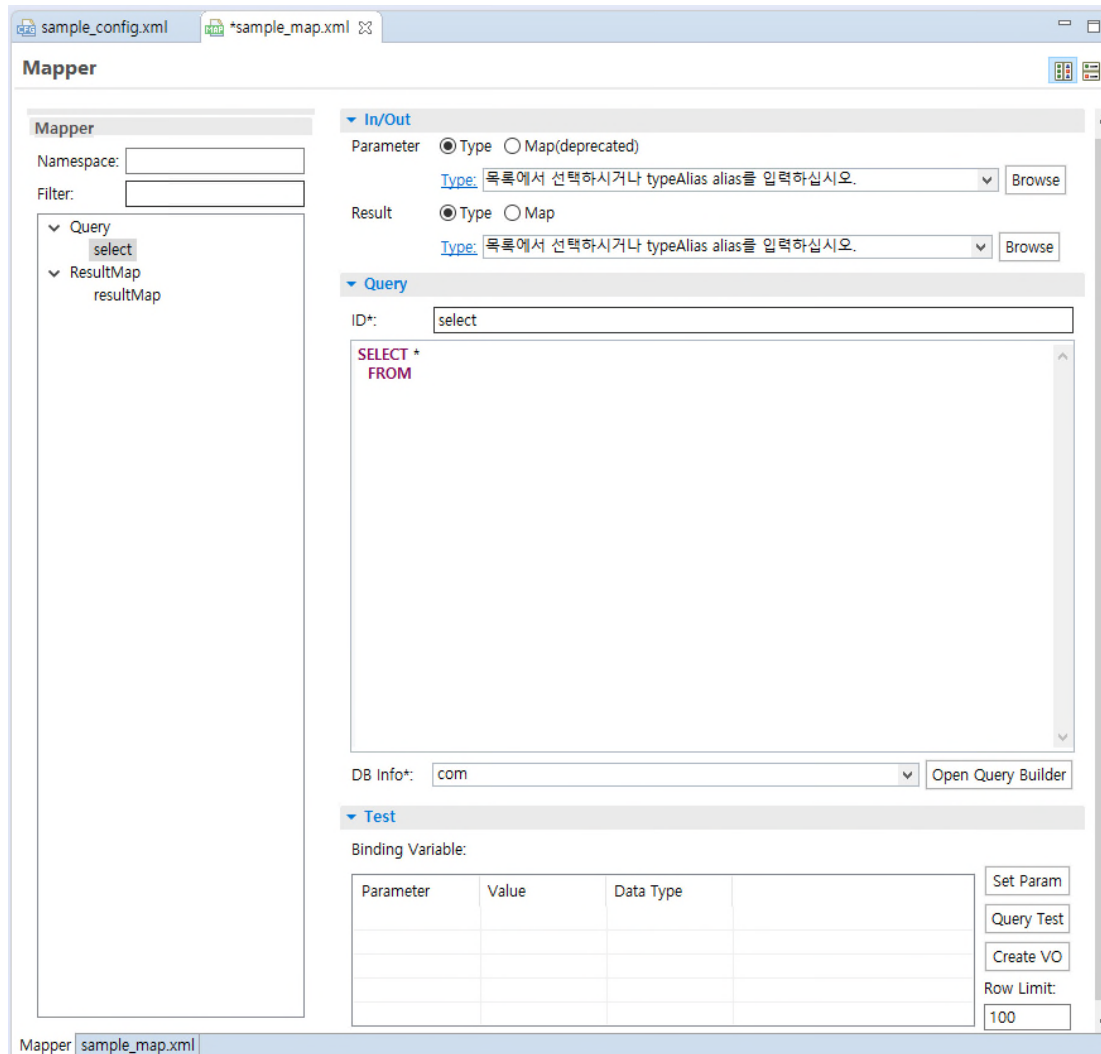 sample_config.xml *sample_map.xml
Mapper
Mapper
Namespace:
Filter:
Query
select
ResultMap
resultMap
In/Out
Parameter Type Map(deprecated)
Type: 목록에서 선택하시거나 typeAlias alias를 입력하십시오. Browse
Result Type Map
Type: 목록에서 선택하시거나 typeAlias alias를 입력하십시오. Browse
Query
ID*: select
SELECT *
FROM
DB Info*: com Open Query Builder
Test
Binding Variable:
Parameter Value Data Type
Set Param
Query Test
Create VO
Row Limit:
100
Mapper sample_map.xml